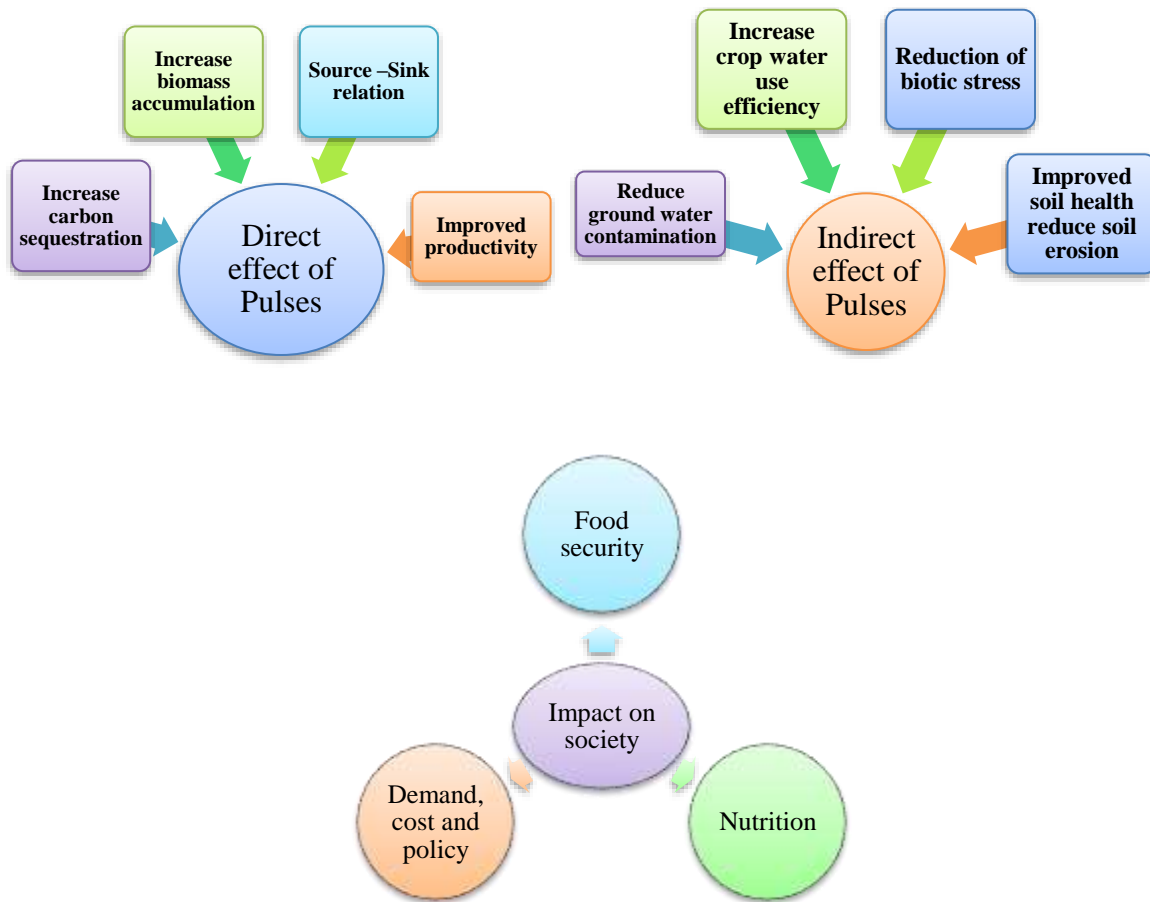 Increase
biomass
accumulation
Source –Sink
relation
Increase
carbon
sequestration
Improved
productivity
Direct
effect of
Pulses
Increase
crop water
use
efficiency
Reduction of
biotic stress
Reduce
ground water
contamination
Improved
soil health
reduce soil
erosion
Indirect
effect of
Pulses
Food
security
Impact on
society
Demand,
cost and
policy
Nutrition